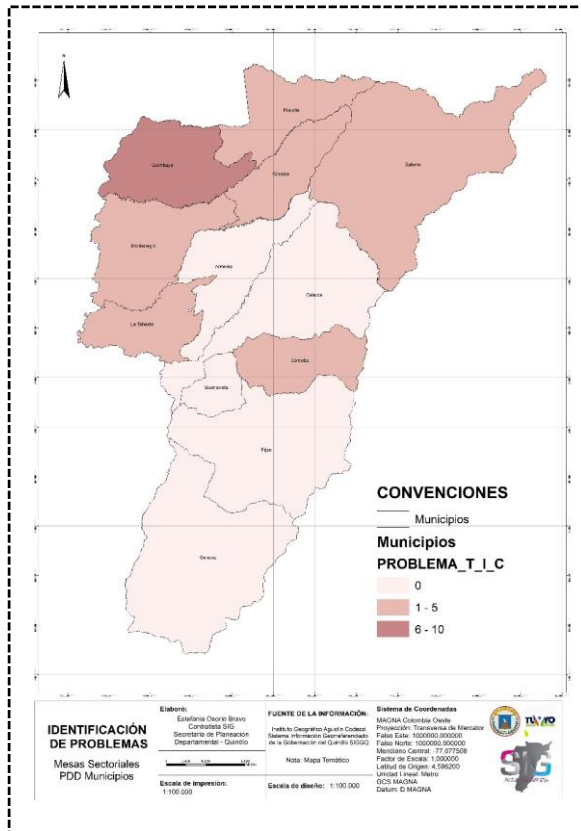 Filandia
Quimbaya
Circasia
Salento
Montenegro
Armenia
Calarca
La Tebaida
Cordoba
Buenavista
Pijao
Genova
CONVENCIONES
Municipios
Municipios
PROBLEMA_T_I_C
0
1 - 5
6 - 10
IDENTIFICACIÓN
DE PROBLEMAS
Mesas Sectoriales
PDD Municipios
Elaboró:
Estefania Osorio Bravo
Contratista SIG
Secretaria de Planeación
Departamental - Quindío
Escala de impresión:
1:100.000
FUENTE DE LA INFORMACIÓN:
Instituto Geográfico Agustín Codazzi
Sistema Información Georeferenciado
de la Gobernación del Quindío SIGGQ
Nota: Mapa Temático
Escala de diseño: 1:100.000
Sistema de Coordenadas
MAGNA Colombia Oeste
Proyección: Transversa de Mercator
False Este: 1000000,000000
False Norte: 1000000,000000
Meridiano Central: -77,077508
Factor de Escala: 1,000000
Latitud de Origen: 4,596200
Unidad Lineal: Metro
GCS MAGNA
Datum: D MAGNA
SIG